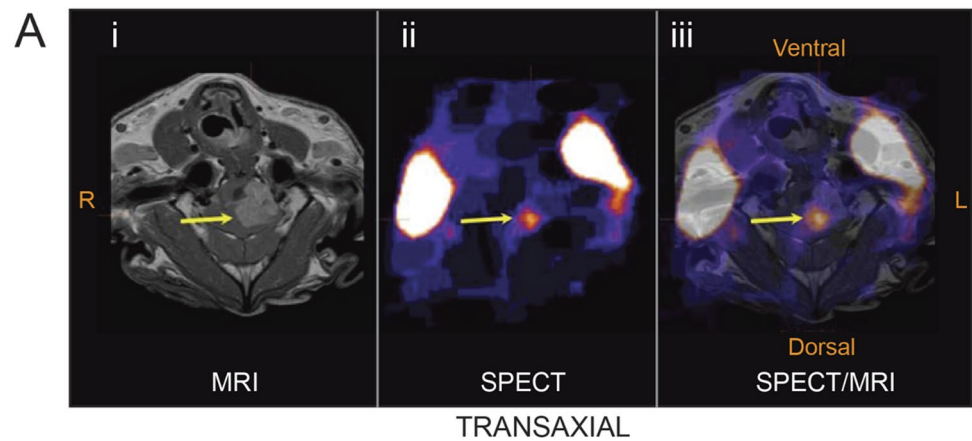 A
i
ii
iii
Ventral
R
L
Dorsal
MRI
SPECT
SPECT/MRI
TRANSAXIAL